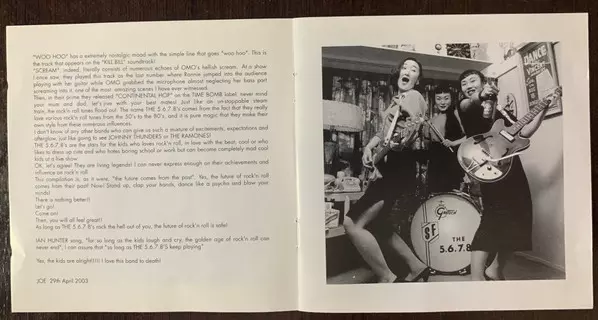 "WOO HOO" has a extremely nostalgic mood with the simple line that goes "woo hoo". This is
the track that appears on the "KILL BILL" soundtrack!
"SCREAM", indeed, literally consists of numerous echoes of OMO's hellish scream. At a show
I once saw, they played this track as the last number where Ronnie jumped into the audience
playing with her guitar while OMO grabbed the microphone almost neglecting her bass part
screaming into it, one of the most amazing scenes I have ever witnessed.
Then, in their prime they released "CONTINENTAL HOP" on the TIME BOMB label, never mind
your mum and dad, let's jive with your best mates! Just like an un-stoppable steam
train, the rock'n roll tones flood out. The name THE 5.6.7.8's comes from the fact that they really
love various rock'n roll tones from the 50's to the 80's, and it is pure magic that they make their
own style from these numerous influences.
I don't know of any other bands who can give us such a mixture of excitements, expectations and
afterglow, just like going to see JOHNNY THUNDERS or THE RAMONES!
THE 5.6.7.8'S are the stars for the kids who loves rock'n roll, in love with the beat, cool or who
likes to dress up cute and who hates boring school or work but can become completely mad cool
kids at a live show.
OK, let's agree! They are living legends! I can never express enough on their achievements and
influence on rock'n roll.
This compilation is, as it were, "the future comes from the past". Yes, the future of rock'n roll
comes from their past! Now! Stand up, clap your hands, dance like a psycho (and blow your
minds)!
There is nothing better!!
Let's go!
Come on!
Then, you will feel great!!
As long as THE 5.6.7.8'S rock the hell out of you, the future of rock'n roll is safe!
IAN HUNTER sang, "for as long as the kids laugh and cry, the golden age of rock'n roll can
never end", I can assure that "as long as THE 5.6.7.8'S keep playing"
Yes, the kids are alright!!!! I love this band to death!
JOE 29th April 2003
DANCE
Gretsch
SF
THE
5.6.7.8